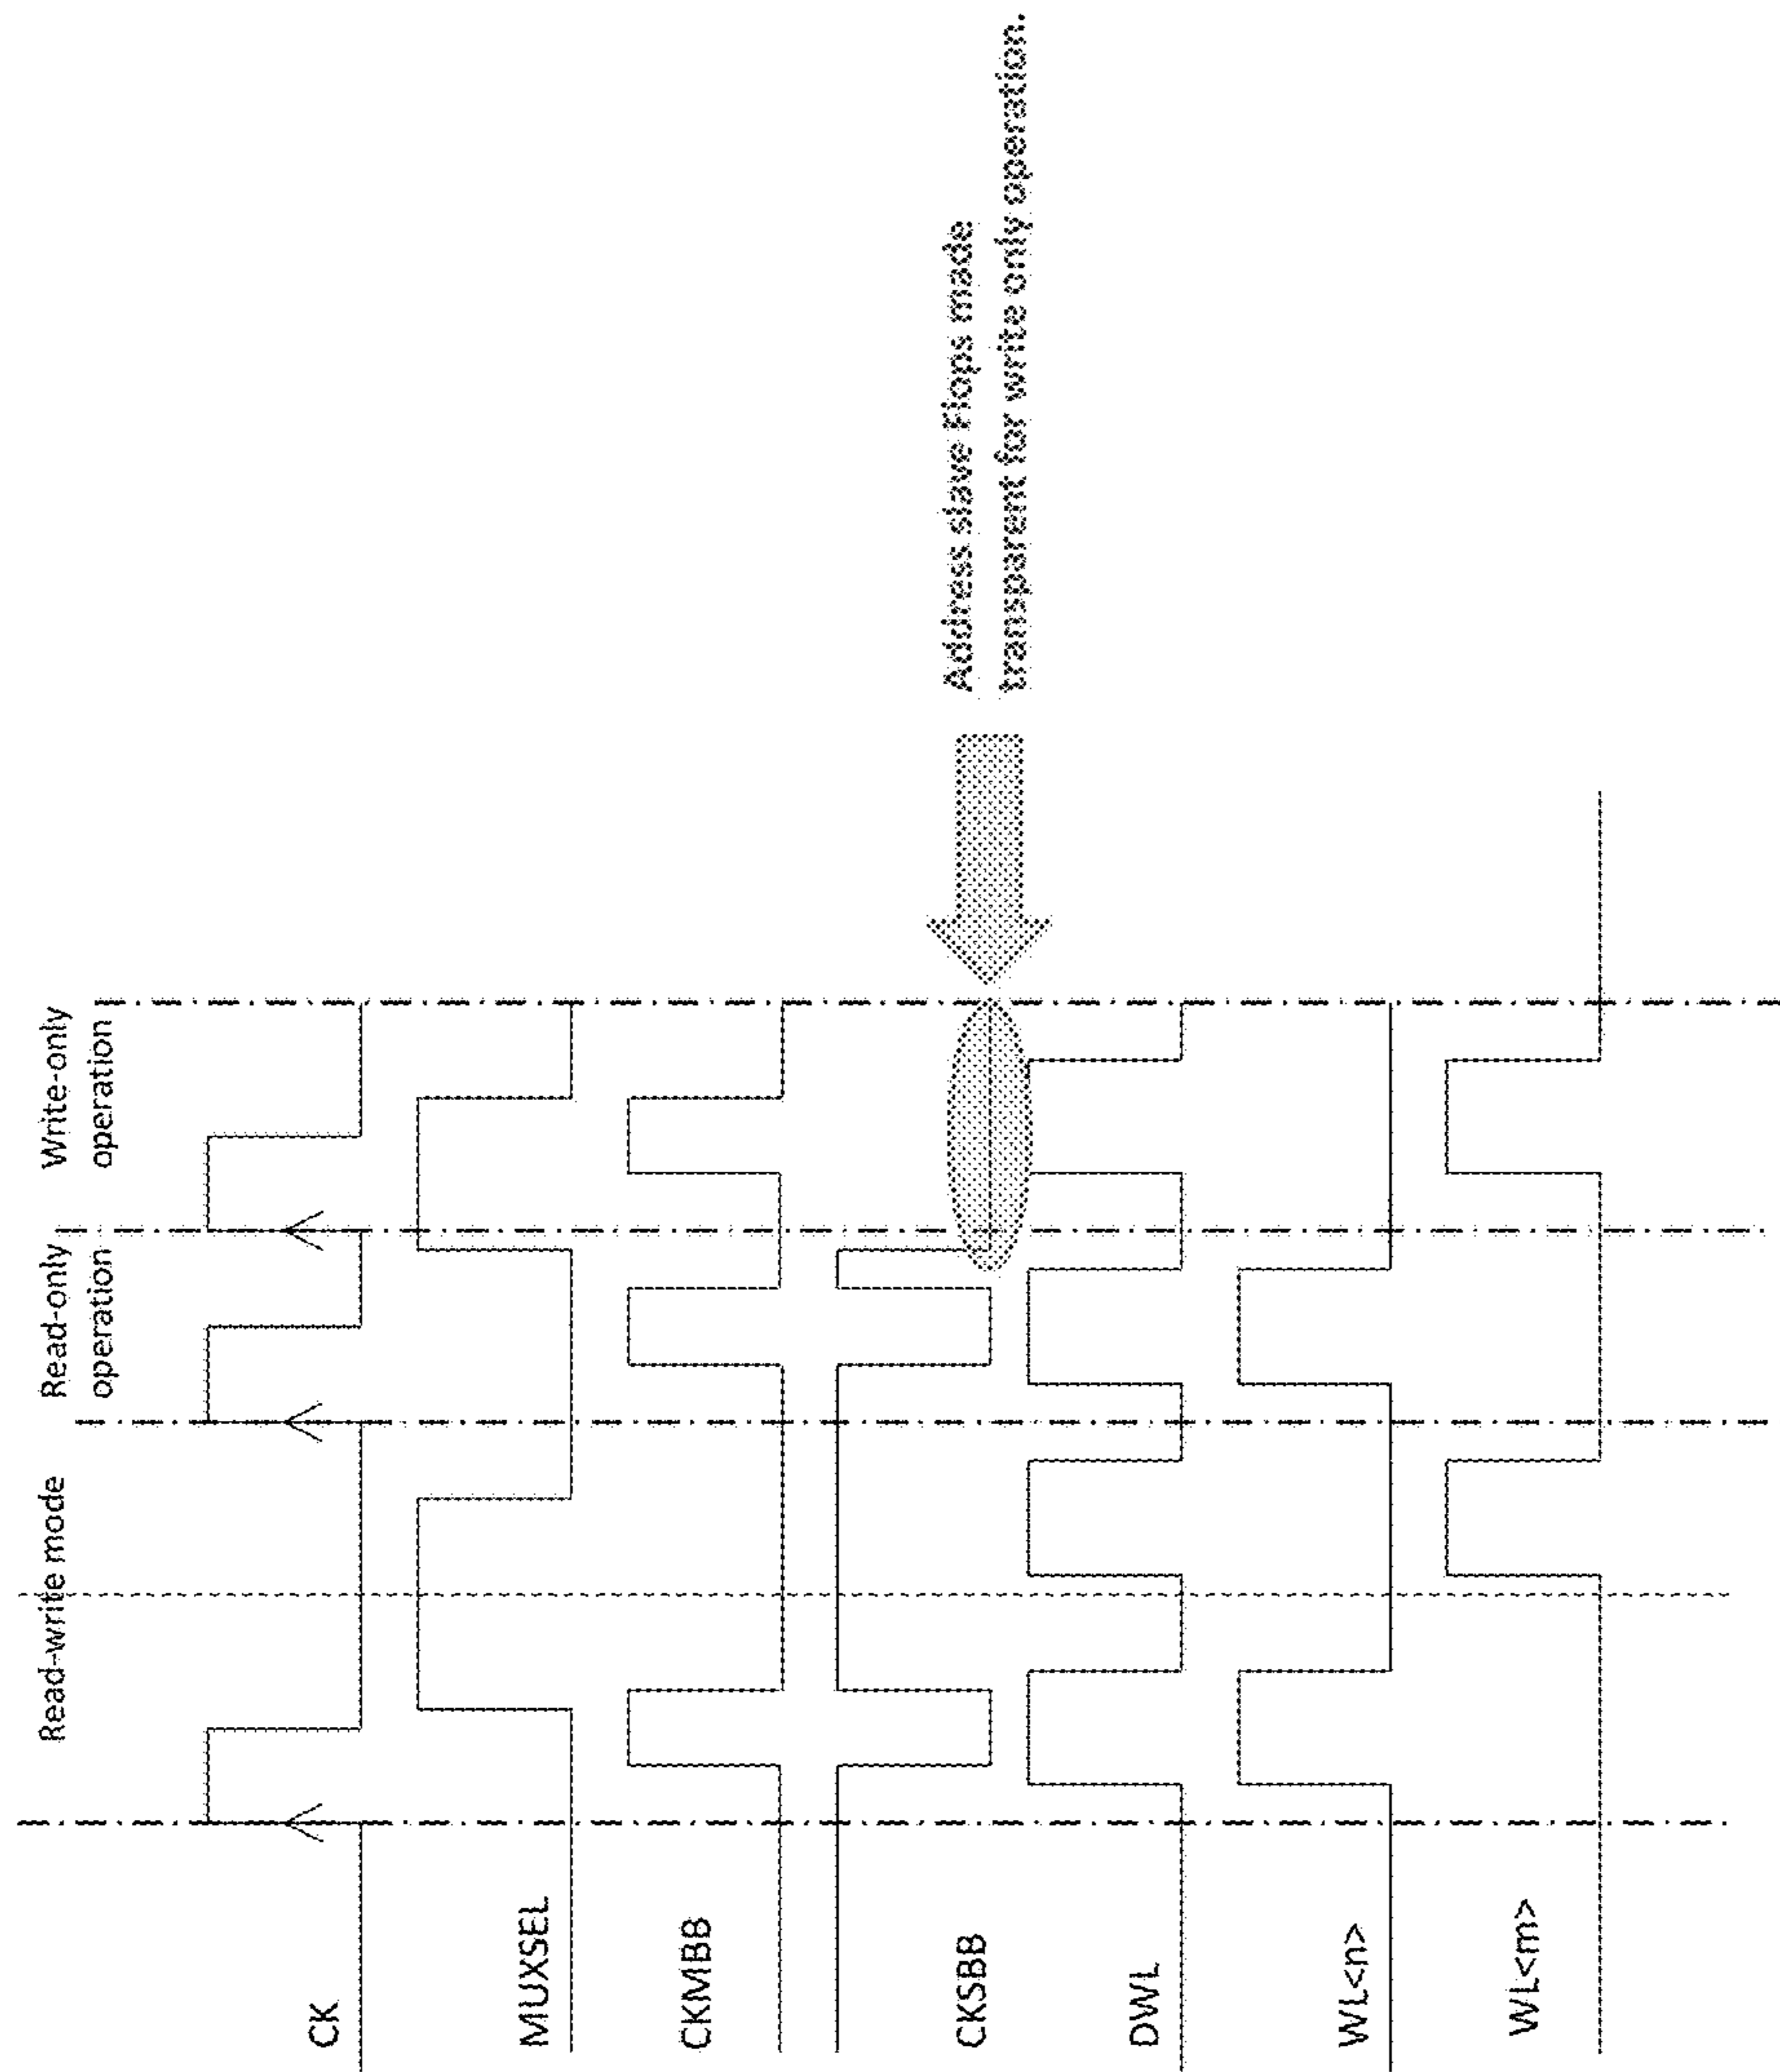 Read-write mode
Read-only
operation
Write-only
operation
CK
MUXSEL
CKMBB
CKSBB
DWL
WL<n>
WL<m>
Address slave Flops made
transparent for write only operation.